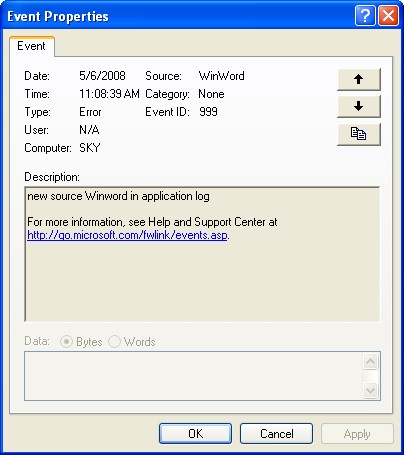 Event Properties
Event
Date: 5/6/2008 Source: WinWord
Time: 11:08:39 AM Category: None
Type: Error Event ID: 999
User: N/A
Computer: SKY
Description:
new source Winword in application log
For more information, see Help and Support Center at
http://go.microsoft.com/fwlink/events.asp.
Data: Bytes Words
OK Cancel Apply